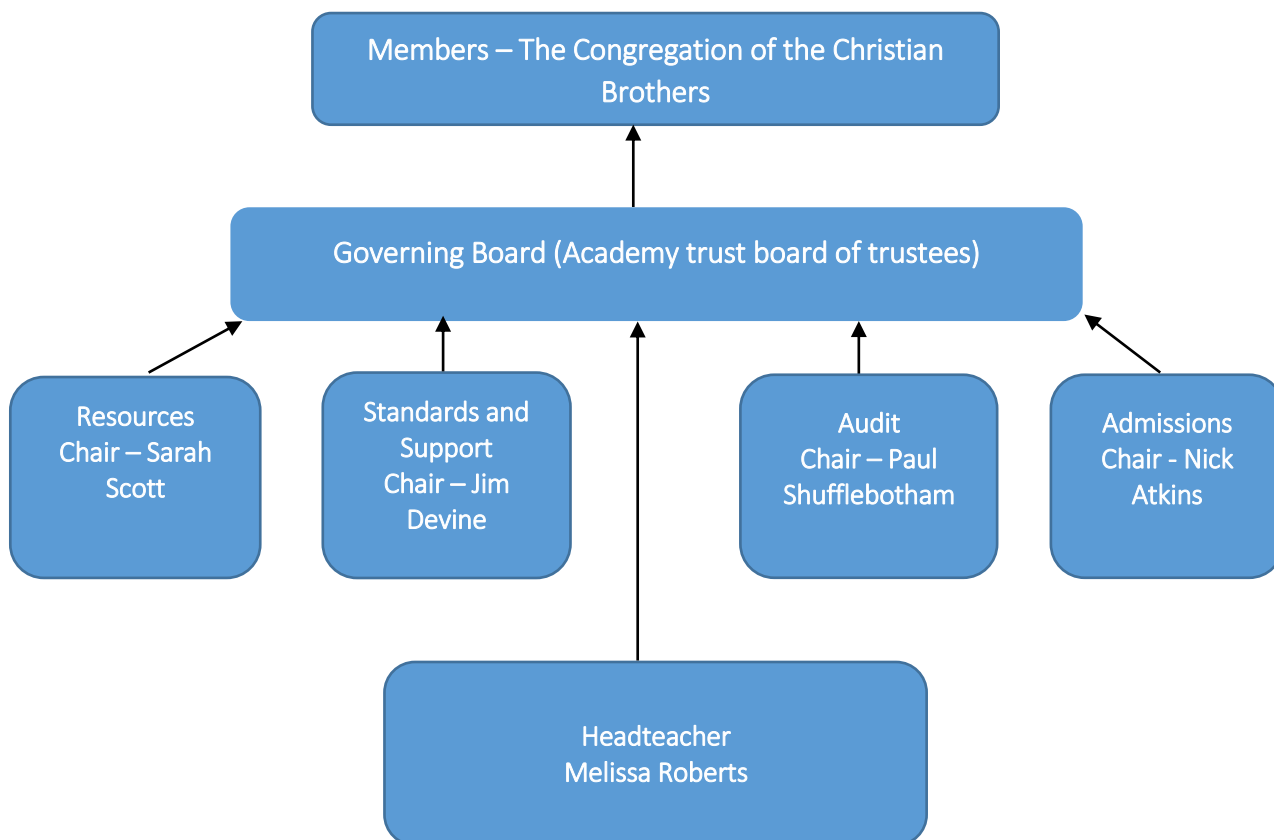 Members – The Congregation of the Christian
Brothers
Governing Board (Academy trust board of trustees)
Resources
Chair – Sarah
Scott
Standards and
Support
Chair – Jim
Devine
Audit
Chair – Paul
Shufflebotham
Admissions
Chair - Nick
Atkins
Headteacher
Melissa Roberts